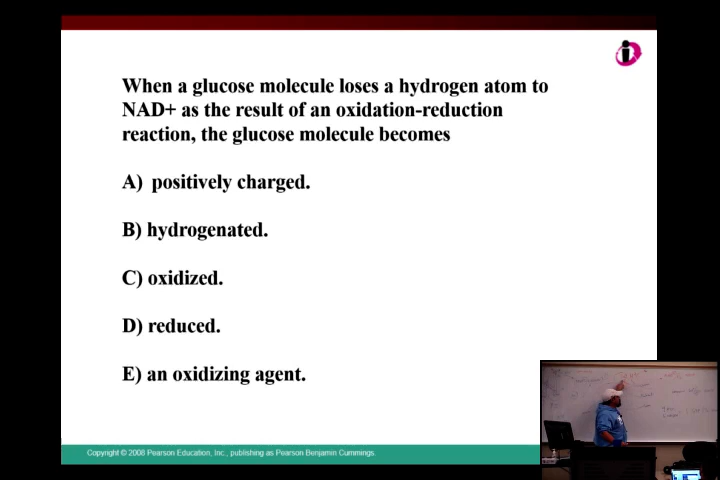 When a glucose molecule loses a hydrogen atom to
NAD+ as the result of an oxidation-reduction
reaction, the glucose molecule becomes
A) positively charged.
B) hydrogenated.
C) oxidized.
D) reduced.
E) an oxidizing agent.
Copyright © 2008 Pearson Education, Inc., publishing as Pearson Benjamin Cummings.